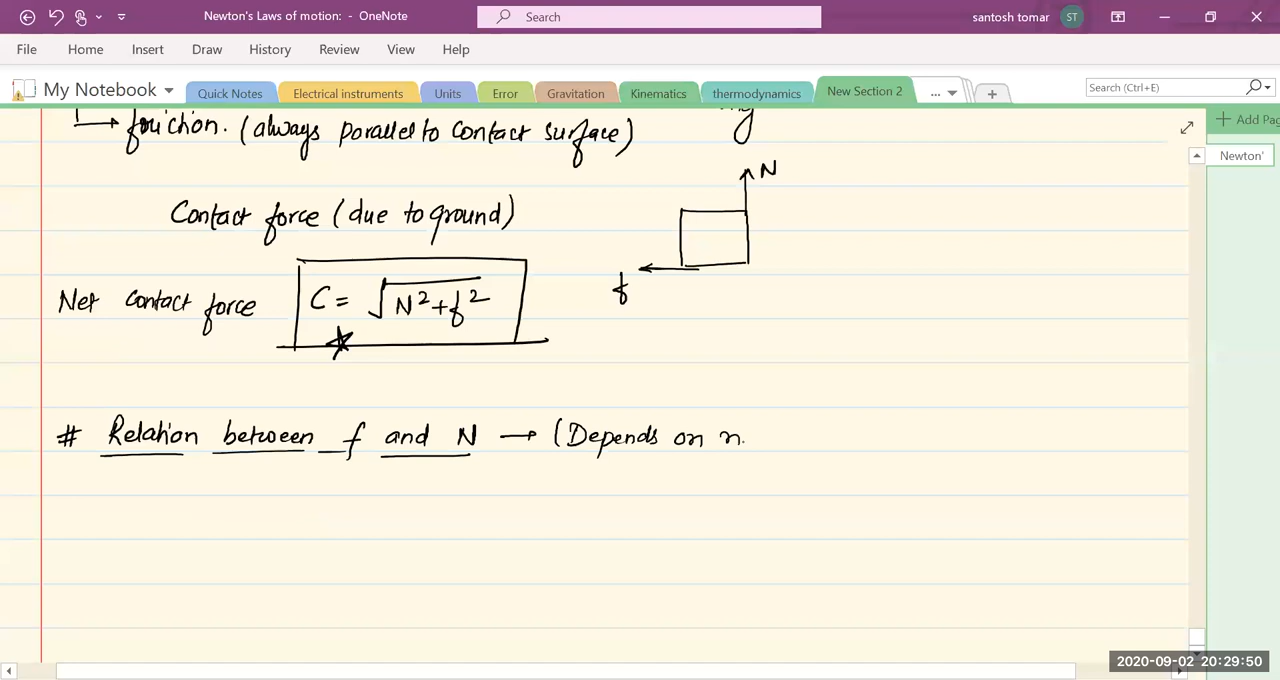 Newton's Laws of motion: - OneNote
Search
santosh tomar
ST
File Home Insert Draw History Review View Help
My Notebook
Quick Notes Electrical instruments Units Error Gravitation Kinematics thermodynamics New Section 2 ...
Search (Ctrl+E)
Add Pag
Newton'
friction. (always parallel to contact surface)
N
Contact force (due to ground)
f
Net contact force C = √N²+f²
# Relation between f and N → (Depends on n
2020-09-02 20:29:50